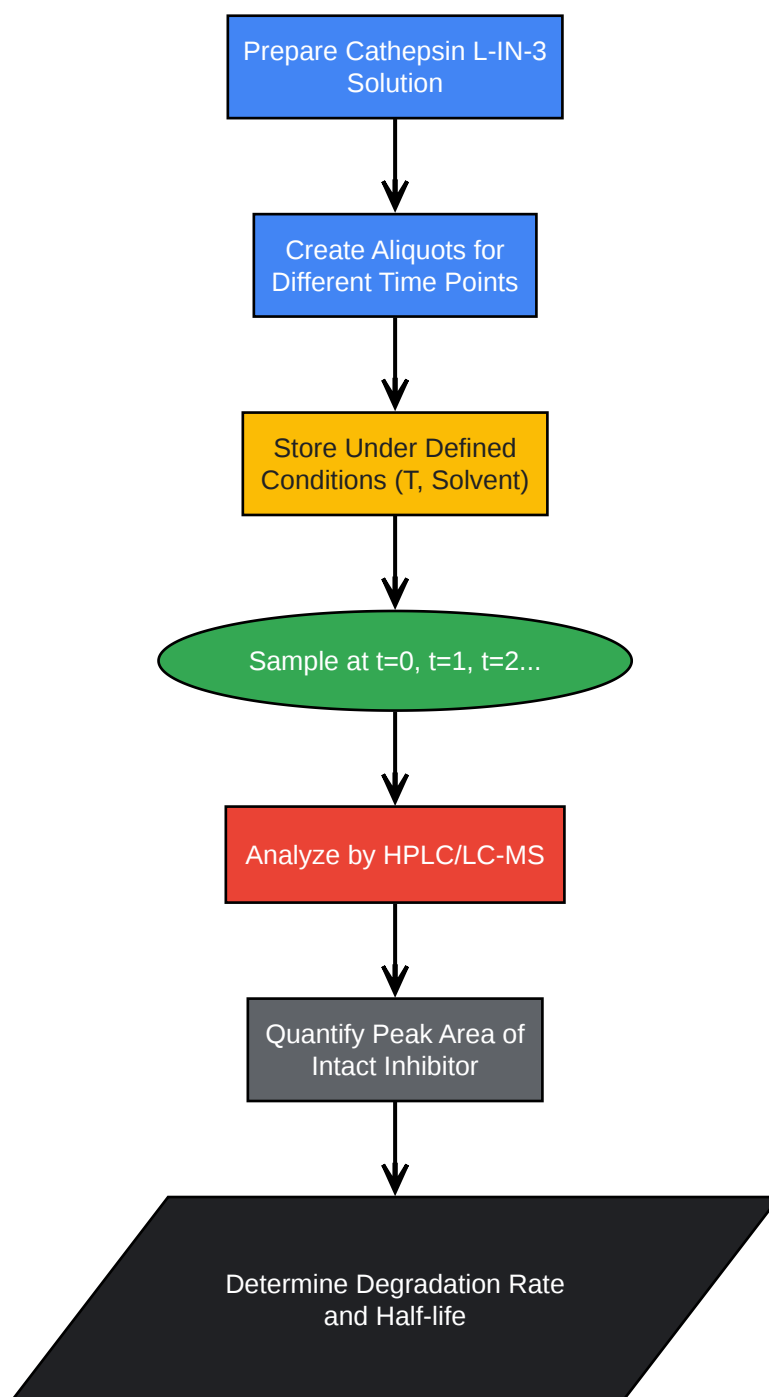 Prepare Cathepsin L-IN-3
Solution
Create Aliquots for
Different Time Points
Store Under Defined
Conditions (T, Solvent)
Sample at t=0, t=1, t=2...
Analyze by HPLC/LC-MS
Quantify Peak Area of
Intact Inhibitor
Determine Degradation Rate
and Half-life